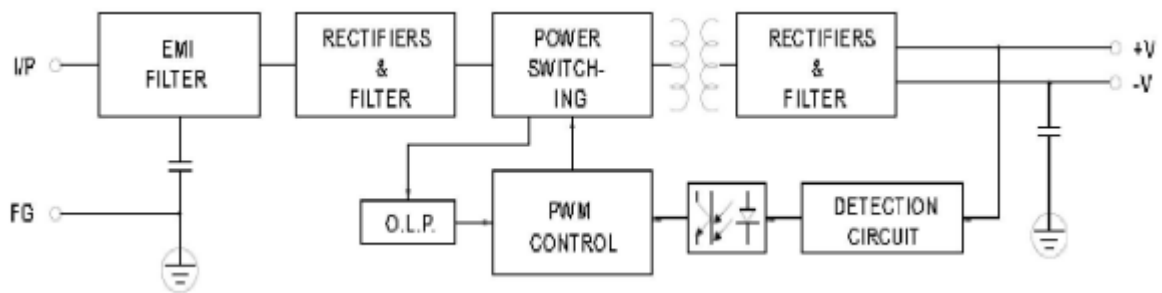 I/P
EMI
FILTER
RECTIFIERS
&
FILTER
POWER
SWITCH-
ING
RECTIFIERS
&
FILTER
+V
-V
FG
O.L.P.
PWM
CONTROL
DETECTION
CIRCUIT